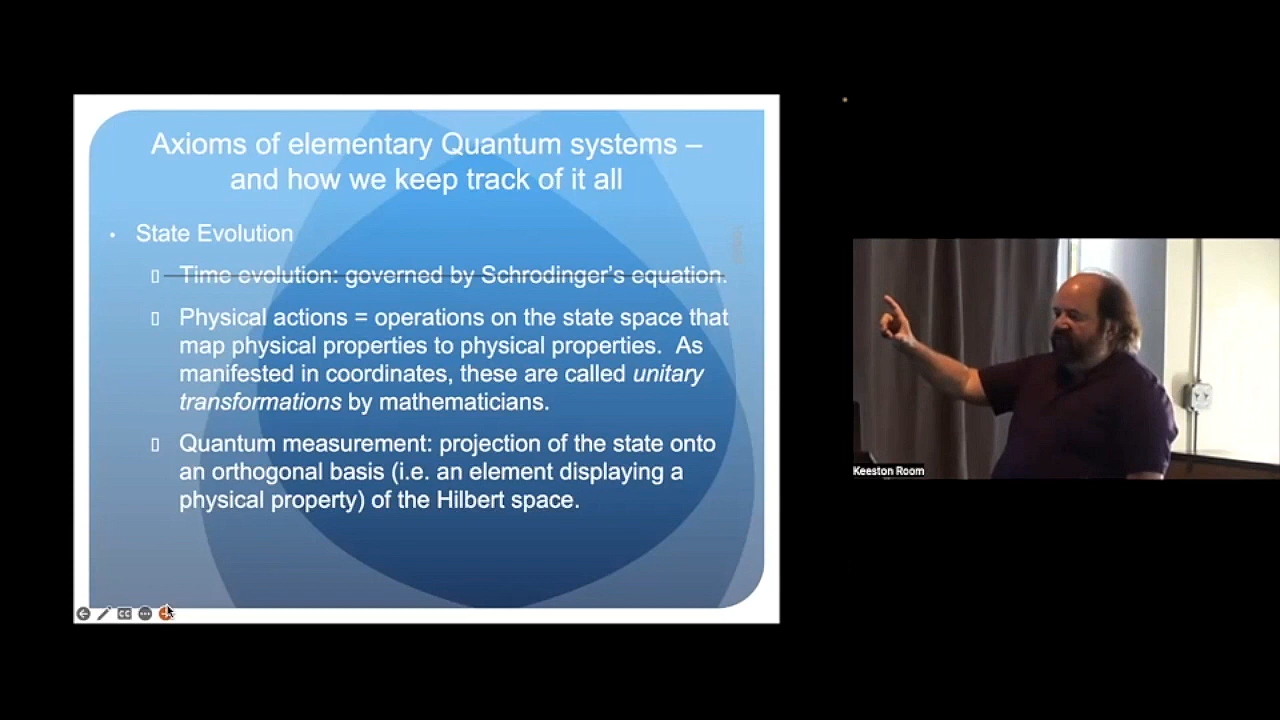 Axioms of elementary Quantum systems –
and how we keep track of it all
• State Evolution
Time evolution: governed by Schrodinger's equation.
Physical actions = operations on the state space that
map physical properties to physical properties. As
manifested in coordinates, these are called unitary
transformations by mathematicians.
Quantum measurement: projection of the state onto
an orthogonal basis (i.e. an element displaying a
physical property) of the Hilbert space.
CC
Keeston Room